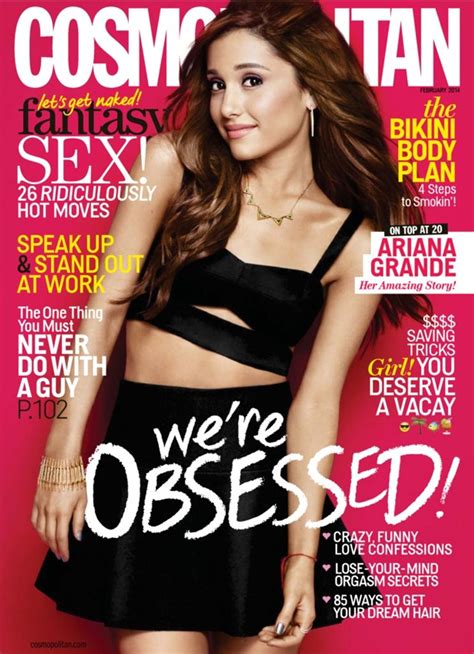 COSMOPOLITAN
FEBRUARY 2014
let's get naked!
fantasy
SEX!
26 RIDICULOUSLY
HOT MOVES
SPEAK UP
& STAND OUT
AT WORK
The One Thing
You Must
NEVER
DO WITH
A GUY
P.102
the
BIKINI
BODY
PLAN
4 Steps
to Smokin'!
ON TOP AT 20
ARIANA
GRANDE
Her Amazing Story!
$$$$
SAVING
TRICKS
Girl! YOU
DESERVE
A VACAY
we're
OBSESSED!
CRAZY, FUNNY
LOVE CONFESSIONS
LOSE-YOUR-MIND
ORGASM SECRETS
85 WAYS TO GET
YOUR DREAM HAIR
cosmopolitan.com